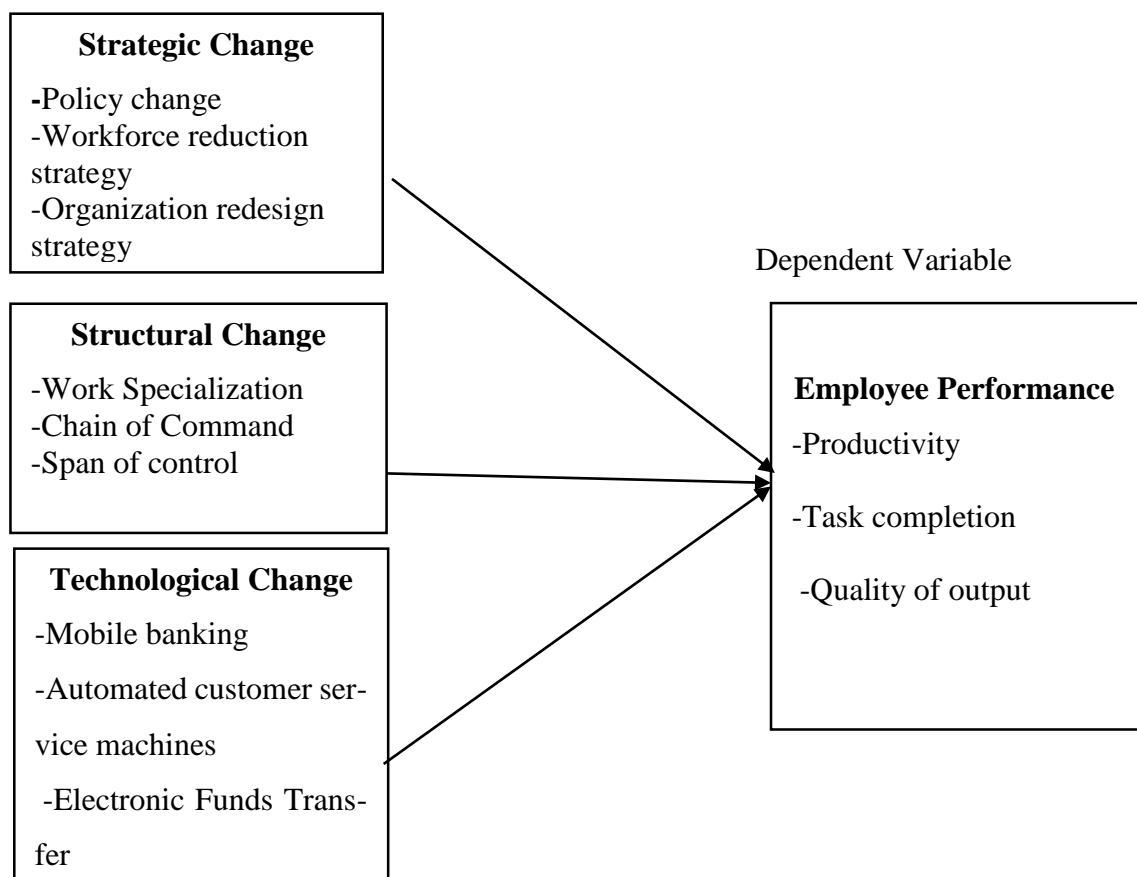 Strategic Change
-Policy change
-Workforce reduction
strategy
-Organization redesign
strategy
Structural Change
-Work Specialization
-Chain of Command
-Span of control
Technological Change
-Mobile banking
-Automated customer ser-
vice machines
-Electronic Funds Trans-
fer
Dependent Variable
Employee Performance
-Productivity
-Task completion
-Quality of output